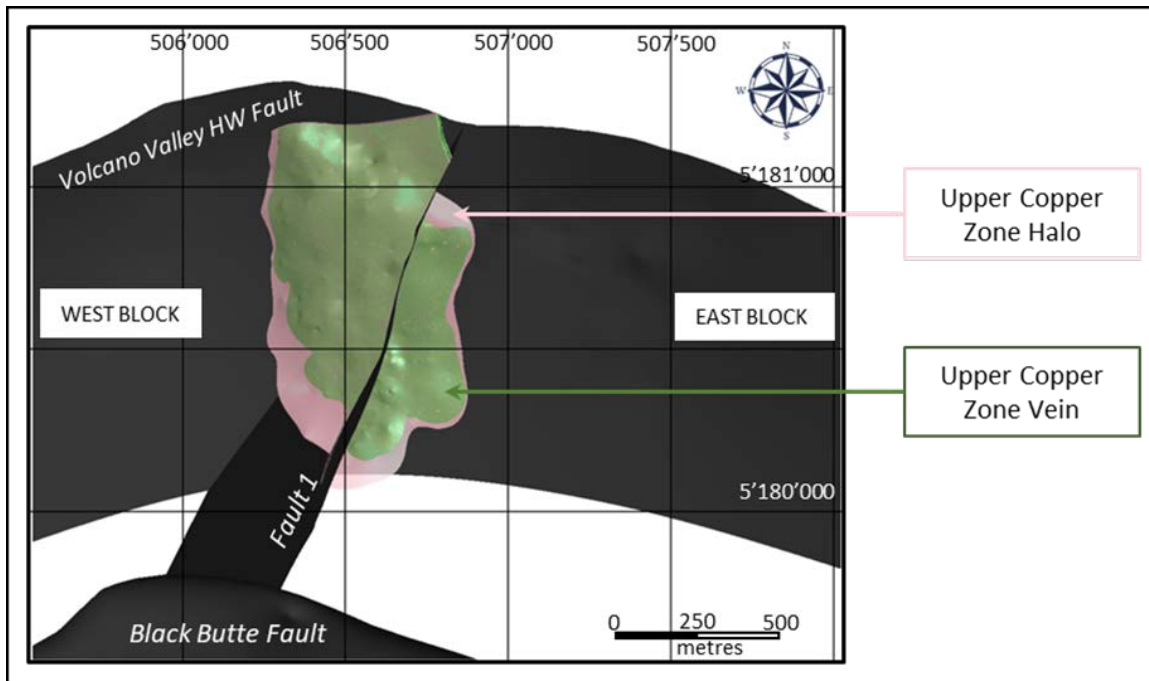 506’000 506’500 507’000 507’500
N
W E
S
Volcano Valley HW Fault
5’181’000
Upper Copper
Zone Halo
WEST BLOCK
EAST BLOCK
Upper Copper
Zone Vein
Fault 1
5’180’000
Black Butte Fault
0 250 500
metres